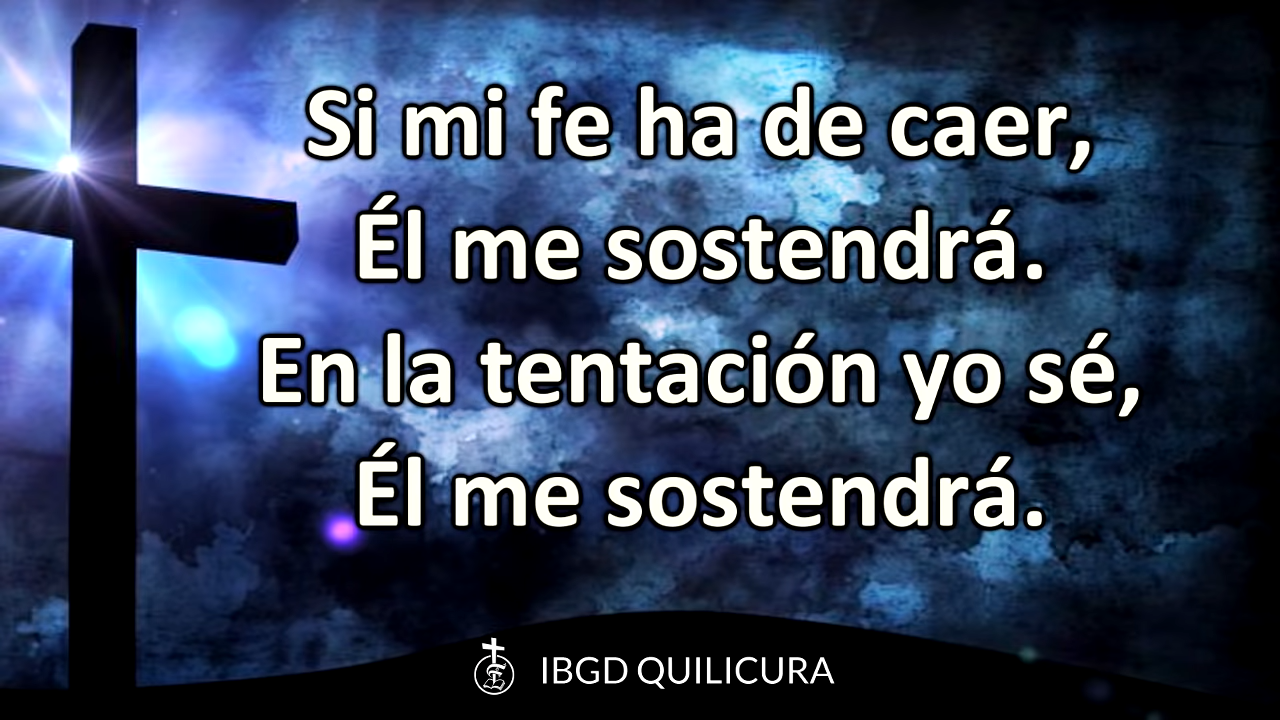 Si mi fe ha de caer,
Él me sostendrá.
En la tentación yo sé,
Él me sostendrá.
IBGD QUILICURA